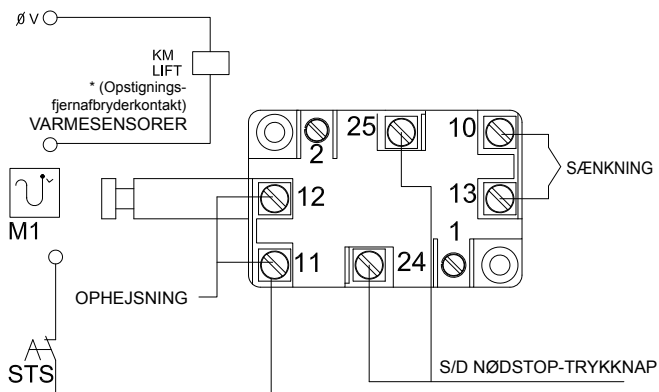 ø V
KM
LIFT
* (Opstignings-
fjernafbryderkontakt)
VARMESENSORER
25
10
2
SÆNKNING
12
13
M1
1
11
24
OPHEJSNING
STS
S/D NØDSTOP-TRYKKNAP